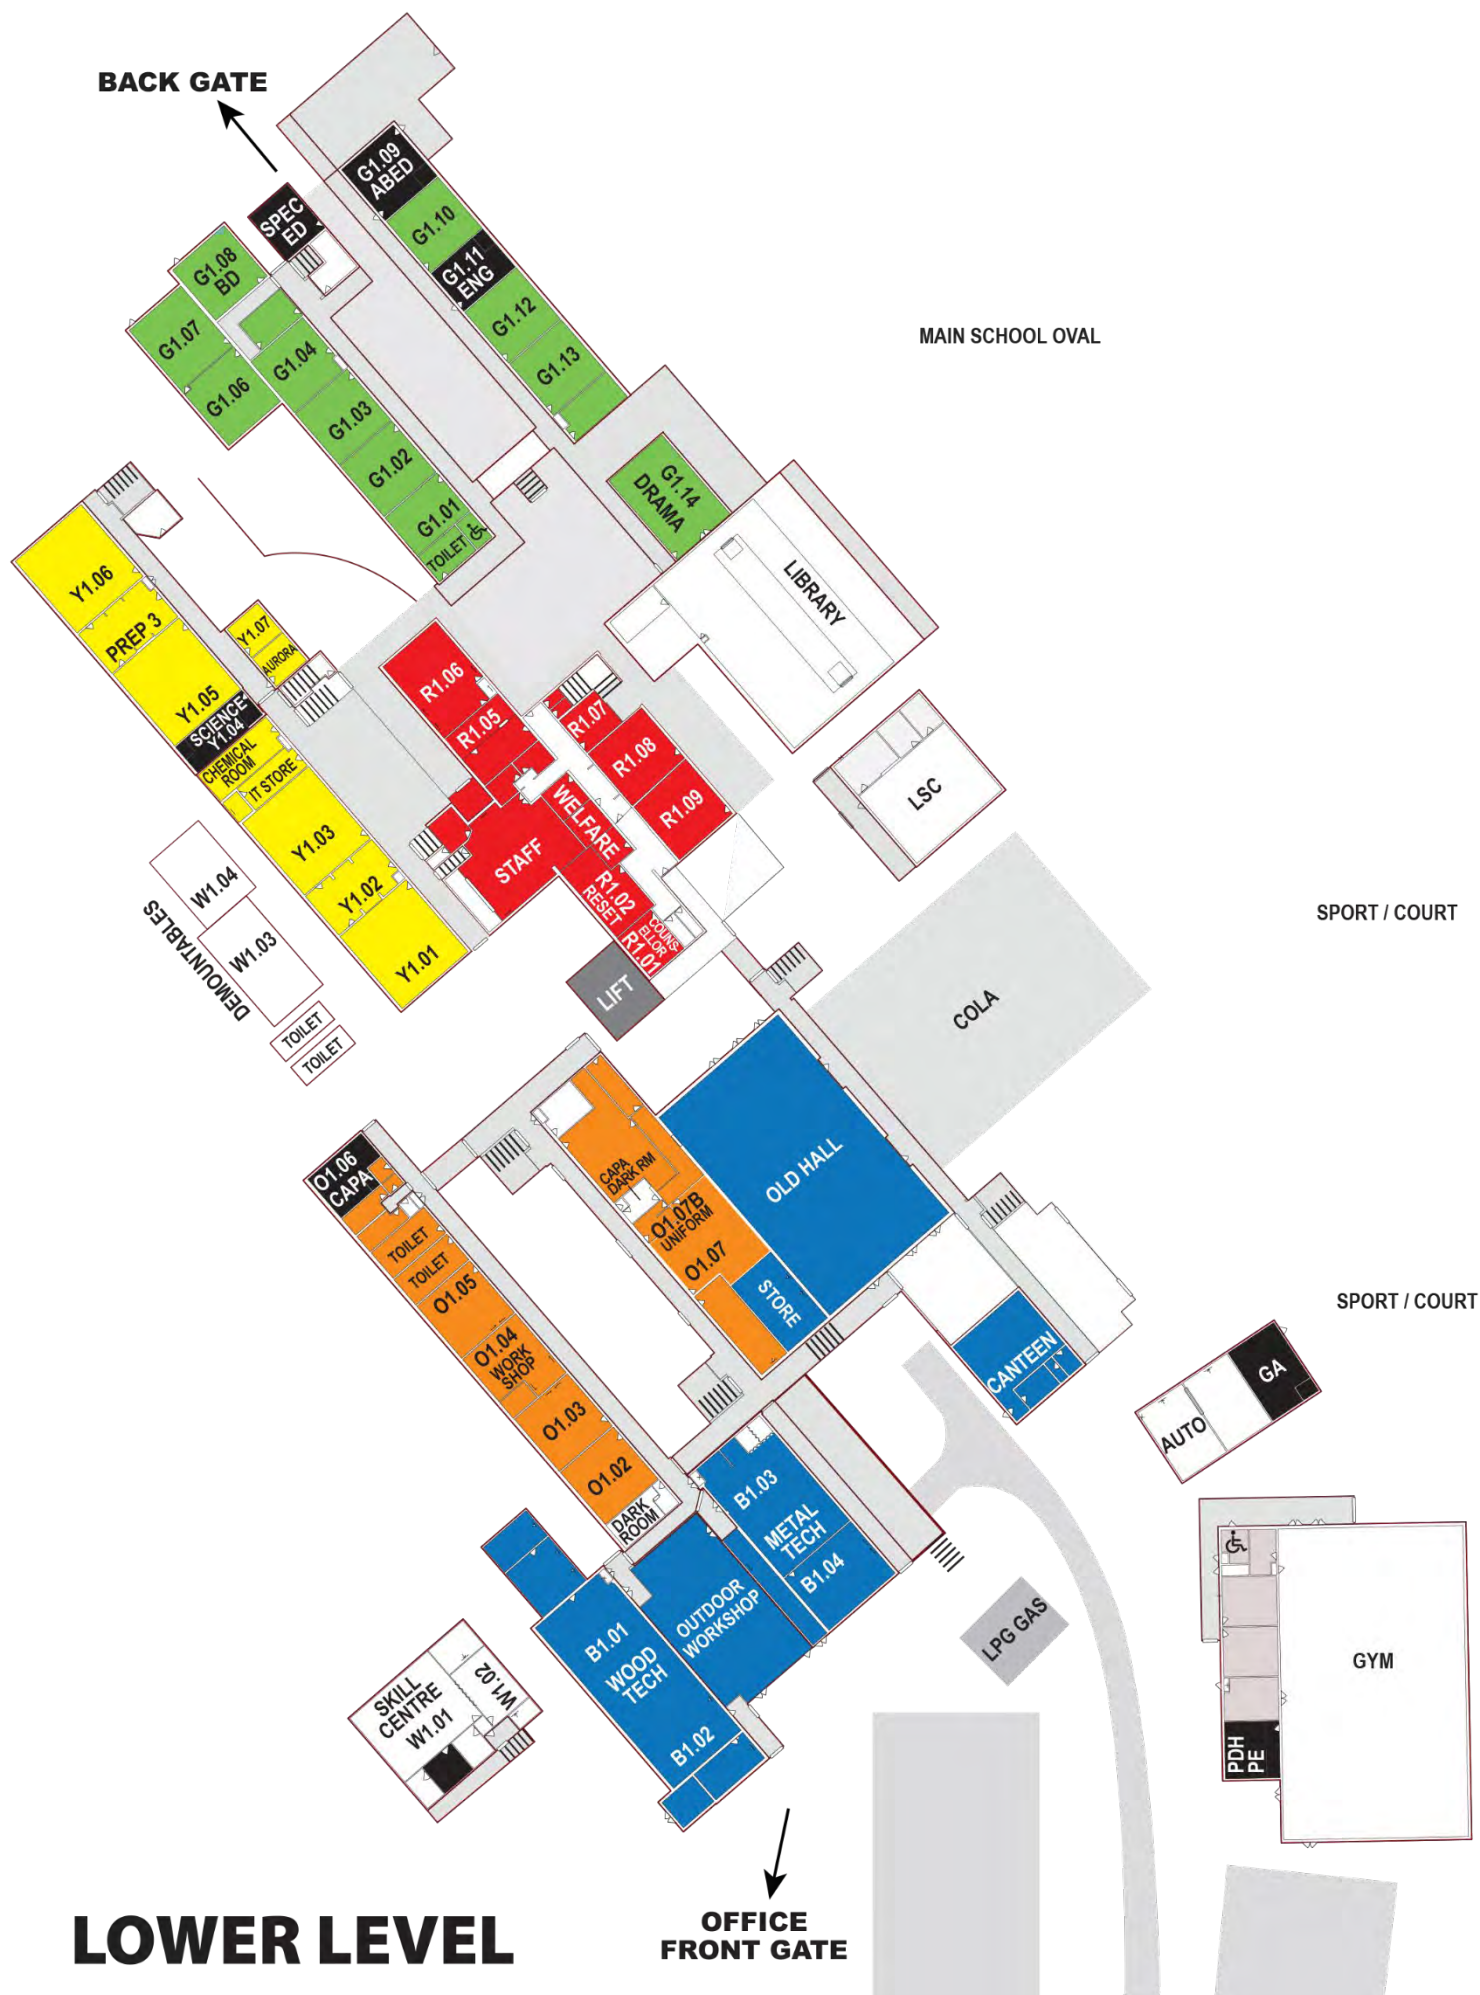 BACK GATE
G1.09
ABED
G1.10
SPEC
ED
G1.11
ENG
G1.08
BD
G1.12
G1.07
G1.04
G1.13
G1.06
MAIN SCHOOL OVAL
G1.03
G1.02
G1.14
DRAMA
G1.01
TOILET
LIBRARY
Y1.06
PREP 3
Y1.07
AURORA
Y1.05
SCIENCE
Y1.04
CHEMICAL
ROOM
IT STORE
Y1.03
Y1.02
Y1.01
R1.06
R1.05
R1.07
R1.08
R1.09
WELFARE
STAFF
R1.02
RESET
COUNS-
ELLOR
R1.01
LIFT
LSC
W1.04
W1.03
DEMOUNTABLES
TOILET
TOILET
SPORT / COURT
COLA
O1.06
CAPA
TOILET
TOILET
O1.05
O1.04
WORK
SHOP
O1.03
O1.02
DARK
ROOM
CAPA
DARK RM
O1.07B
UNIFORM
O1.07
STORE
OLD HALL
CANTEEN
SPORT / COURT
GA
AUTO
B1.03
METAL
TECH
B1.04
OUTDOOR
WORKSHOP
B1.01
WOOD
TECH
B1.02
LPG GAS
SKILL
CENTRE
W1.01
W1.02
GYM
PDH
PE
LOWER LEVEL
OFFICE
FRONT GATE